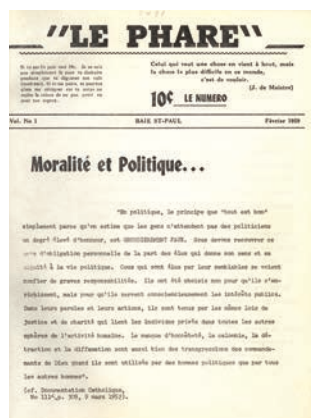 "LE PHARE"
Celui qui veut une chose en vient à bout, mais
la chose la plus difficile en ce monde,
c'est de vouloir.
(J. de Maistre)
10¢ LE NUMERO
Vol. No 1 BAIE ST-PAUL Février 1959
Moralité et Politique...
"En politique, le principe que "tout est bon"
simplement parce qu'on estime que les gens n'attendent pas des politiciens
un degré élevé d'honneur, est GROSSIEREMENT FAUX. Nous devons recouvrer ce
sens d'obligation personnelle de la part des élus qui donne son sens et sa
dignité à la vie politique. Ceux qui sont élus par leur semblables se voient
confier de graves responsabilités. Ils ont été choisis non pour qu'ils s'en-
richissent, mais pour qu'ils servent consciencieusement les intérêts publics.
Dans leurs paroles et leurs actions, ils sont tenus par les mêmes lois de
justice et de charité qui lient les individus privés dans toutes les autres
sphères de l'activité humaine. Le manque d'honnêteté, la calomnie, la dé-
traction et la diffamation sont aussi bien des transgressions des commande-
ments de Dieu quand ils sont utilisés par des hommes politiques que par tous
les autres hommes".
(cf. Documentation Catholique,
No 1114, p. 308, 9 mars 1952).